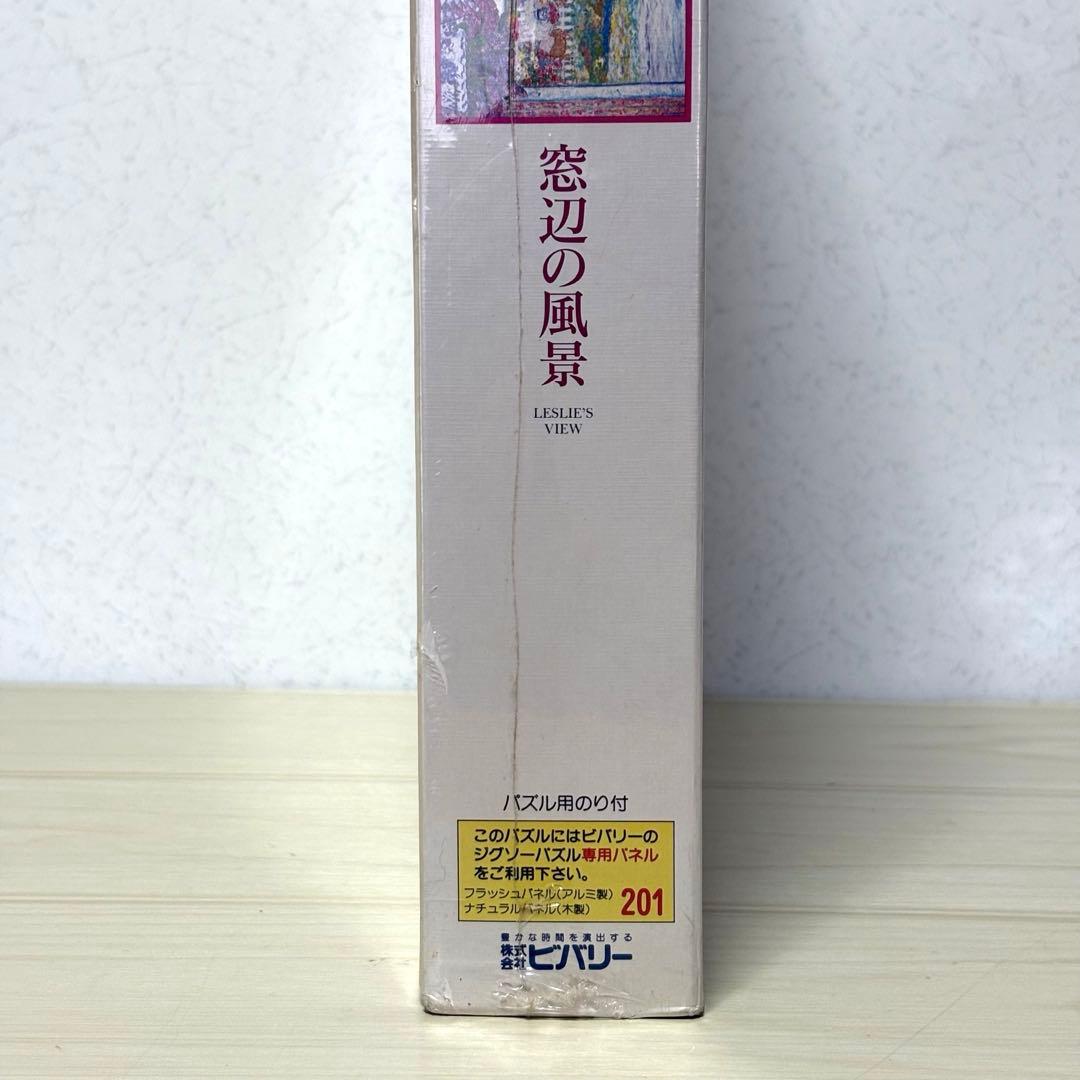 窓辺の風景
LESLIE'S
VIEW
パズル用のり付
このパズルにはビバリーの
ジグソーパズル専用パネル
をご利用下さい。
フラッシュパネル(アルミ製)
ナチュラルパネル(木製)
201
豊かな時間を演出する
株式会社ビバリー